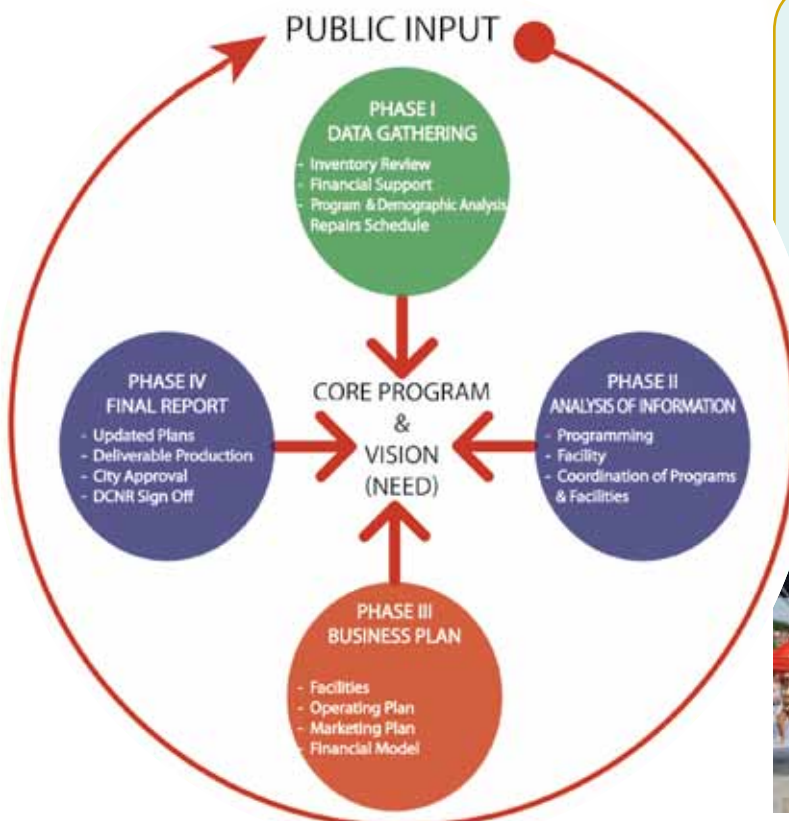 PUBLIC INPUT
PHASE I
DATA GATHERING
- Inventory Review
- Financial Support
- Program & Demographic Analysis
Repairs Schedule
PHASE II
ANALYSIS OF INFORMATION
- Programming
- Facility
- Coordination of Programs
& Facilities
PHASE III
BUSINESS PLAN
- Facilities
- Operating Plan
- Marketing Plan
- Financial Model
PHASE IV
FINAL REPORT
- Updated Plans
- Deliverable Production
- City Approval
- DCNR Sign Off
CORE PROGRAM
&
VISION
(NEED)